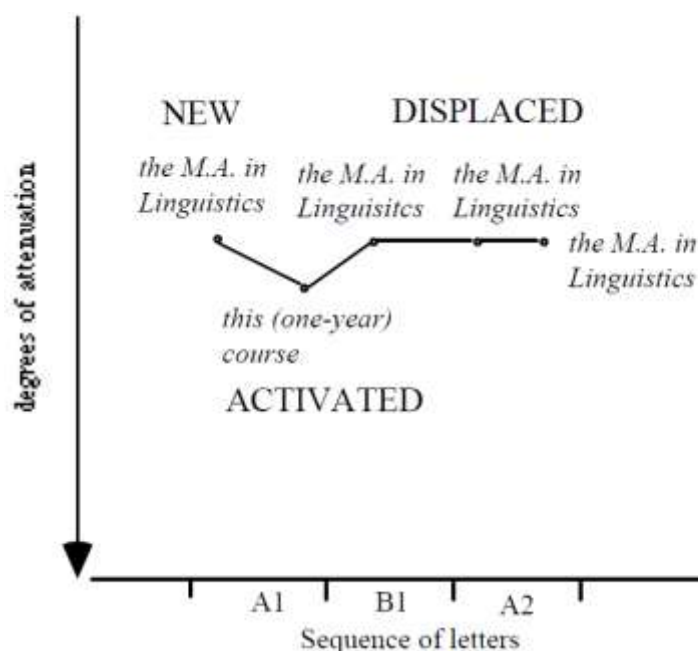 NEW
DISPLACED
the M.A. in
Linguistics
the M.A. in
Linguisitcs
the M.A. in
Linguistics
the M.A. in
Linguistics
this (one-year)
course
ACTIVATED
degrees of attenuation
A1
B1
A2
Sequence of letters